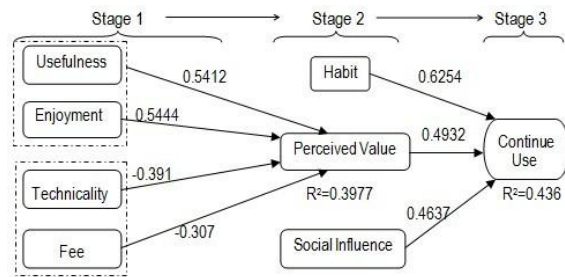 Stage 1
Stage 2
Stage 3
Usefulness
Habit
0.5412
0.6254
Enjoyment
0.5444
Perceived Value
0.4932
Continue
Use
-0.391
Technicality
R²=0.3977
R²=0.436
-0.307
0.4637
Fee
Social Influence